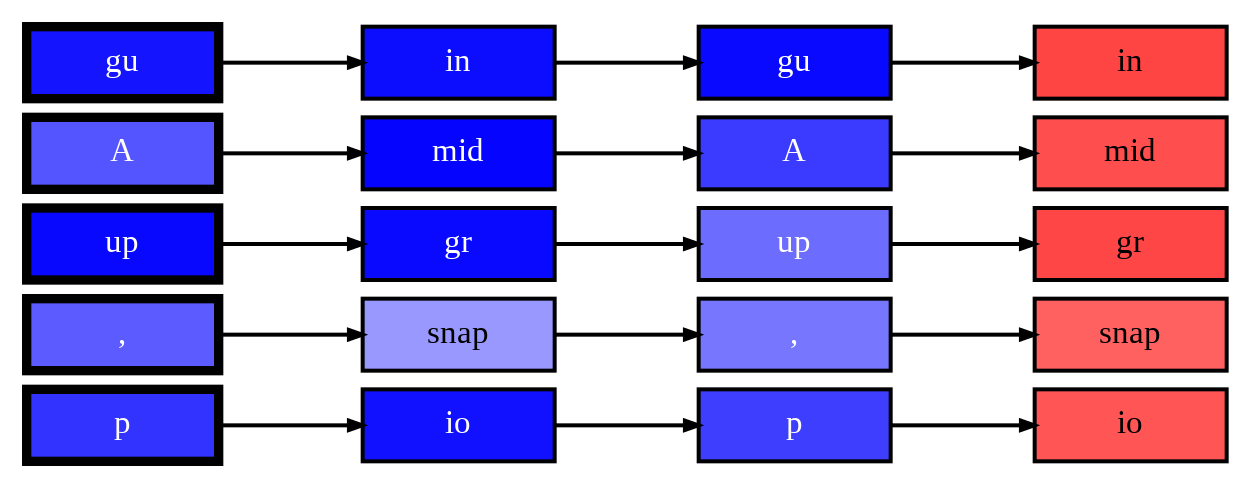 gu in gu in
A mid A mid
up gr up gr
, snap , snap
p io p io